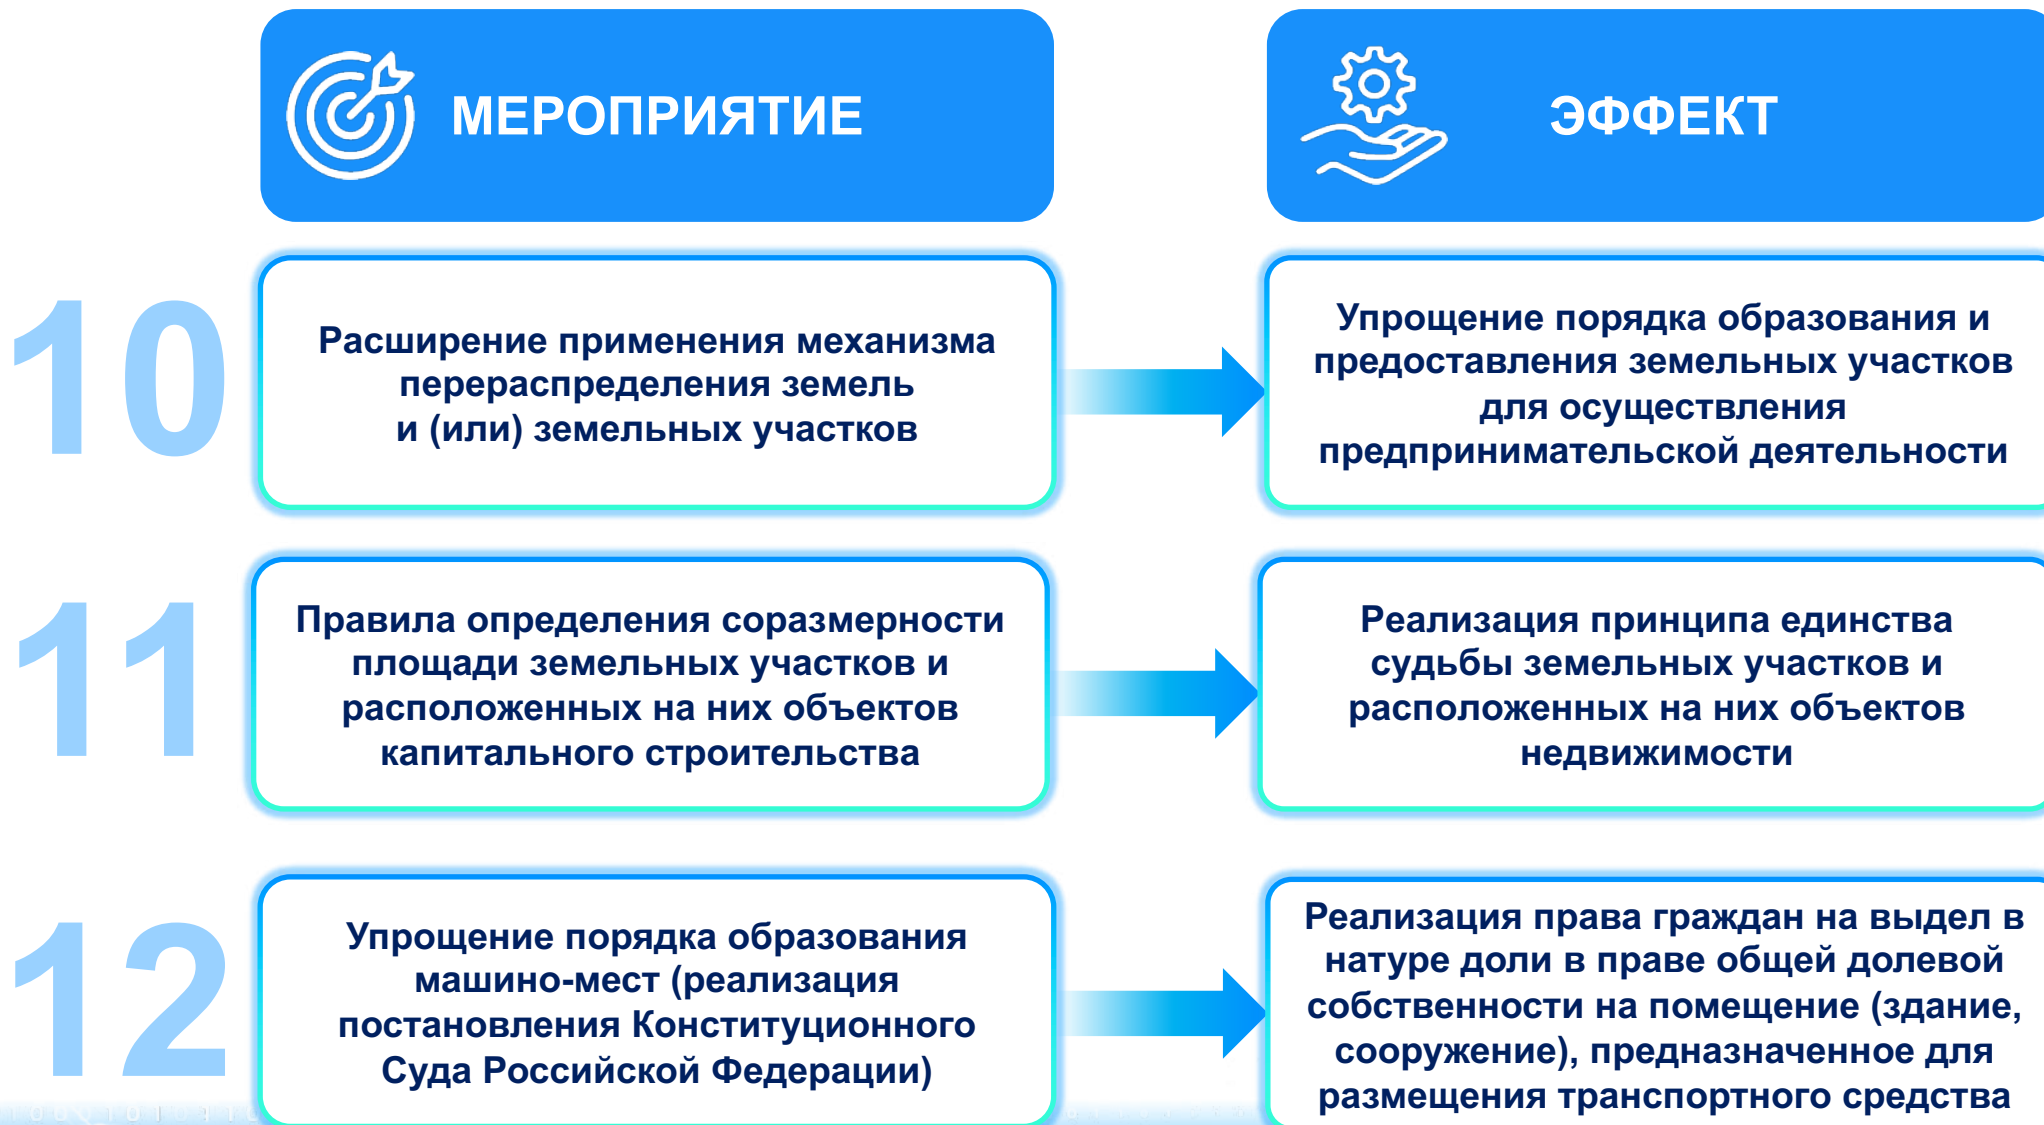 МЕРОПРИЯТИЕ
ЭФФЕКТ
10
Расширение применения механизма
перераспределения земель
и (или) земельных участков
Упрощение порядка образования и
предоставления земельных участков
для осуществления
предпринимательской деятельности
11
Правила определения соразмерности
площади земельных участков и
расположенных на них объектов
капитального строительства
Реализация принципа единства
судьбы земельных участков и
расположенных на них объектов
недвижимости
12
Упрощение порядка образования
машино-мест (реализация
постановления Конституционного
Суда Российской Федерации)
Реализация права граждан на выдел в
натуре доли в праве общей долевой
собственности на помещение (здание,
сооружение), предназначенное для
размещения транспортного средства